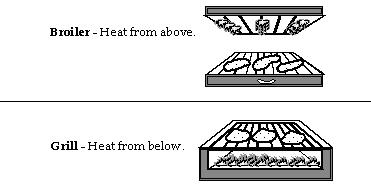 Broiler - Heat from above.
Grill - Heat from below.